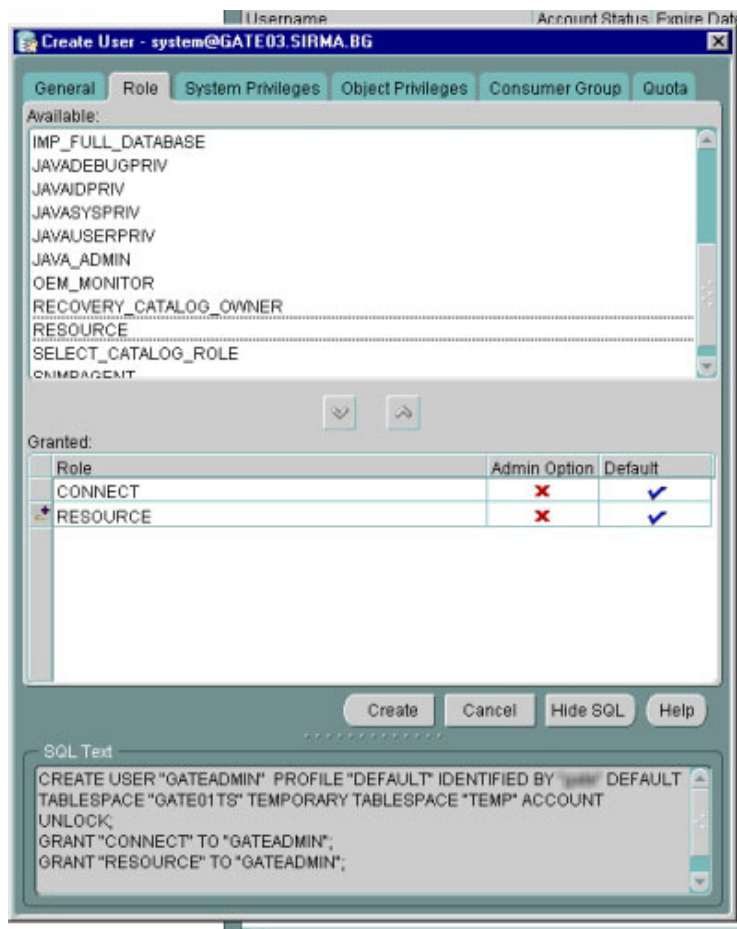 Username Account Status Expire Dat
Create User - system@GATE03.SIRMA.BG
General Role System Privileges Object Privileges Consumer Group Quota
Available:
IMP_FULL_DATABASE
JAVADEBUGPRIV
JAVAIDPRIV
JAVASYSPRIV
JAVAUSERPRIV
JAVA_ADMIN
OEM_MONITOR
RECOVERY_CATALOG_OWNER
RESOURCE
SELECT_CATALOG_ROLE
SNMPAGENT
Granted:
Role Admin Option Default
CONNECT
RESOURCE
Create Cancel Hide SQL Help
SQL Text
CREATE USER "GATEADMIN" PROFILE "DEFAULT" IDENTIFIED BY DEFAULT
TABLESPACE "GATE01TS" TEMPORARY TABLESPACE "TEMP" ACCOUNT
UNLOCK;
GRANT "CONNECT" TO "GATEADMIN";
GRANT "RESOURCE" TO "GATEADMIN";